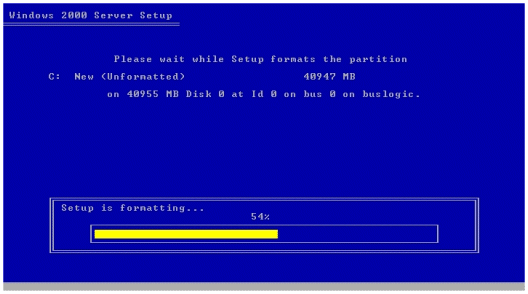 Windows 2000 Server Setup
Please wait while Setup formats the partition
C: New (Unformatted) 40947 MB
on 40955 MB Disk 0 at Id 0 on bus 0 on buslogic.
Setup is formatting...
54%